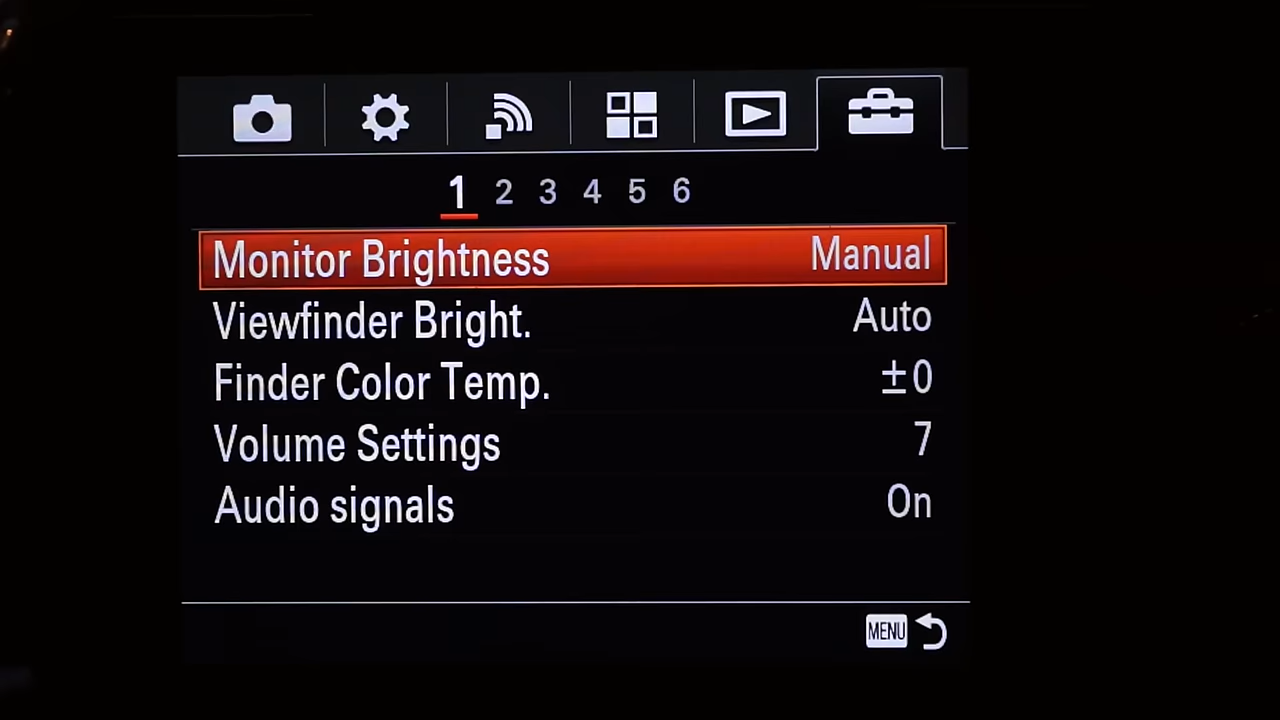 1 2 3 4 5 6
Monitor Brightness Manual
Viewfinder Bright. Auto
Finder Color Temp. ±0
Volume Settings 7
Audio signals On
MENU